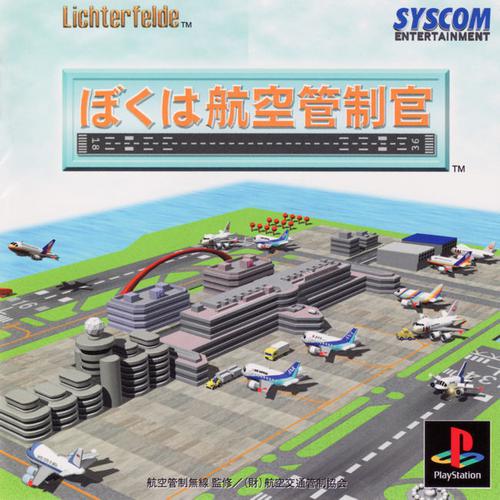 Lichterfelde™
SYSCOM
ENTERTAINMENT
ぼくは航空管制官
18
36
™
PlayStation
航空管制無線 監修／(財)航空交通管制協会